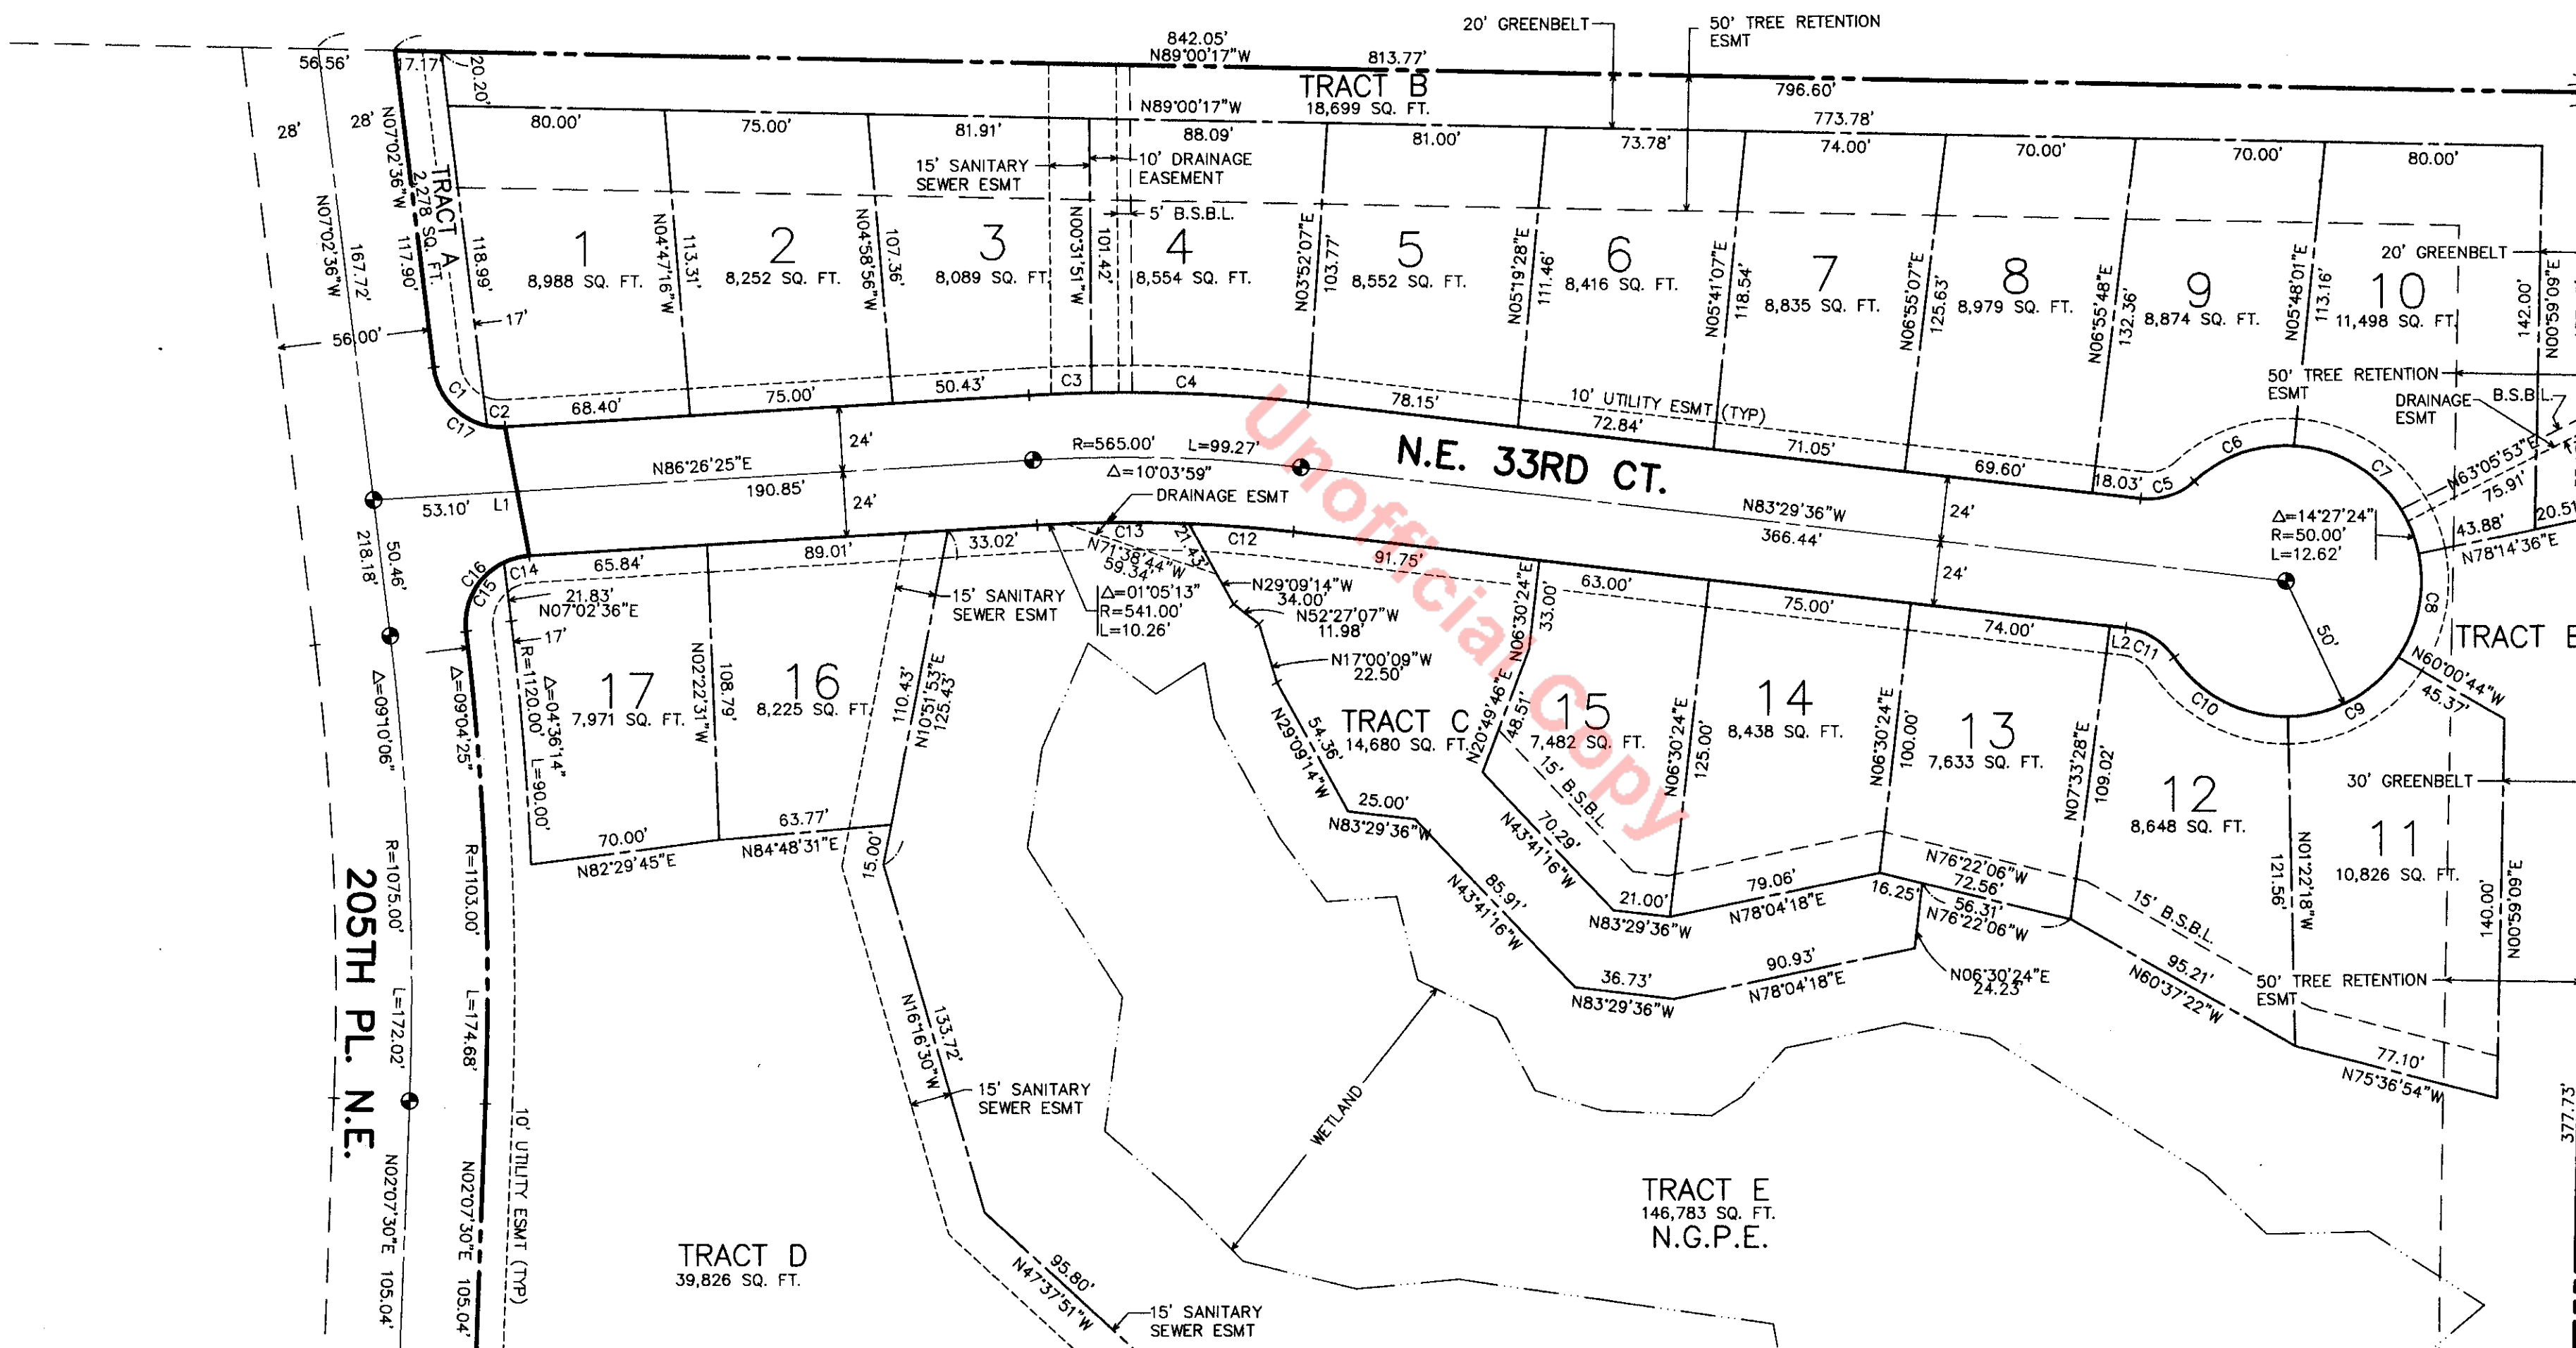 20' GREENBELT
50' TREE RETENTION
ESMT
842.05'
N89°00'17"W
813.77'
56.56'
17.17'
20.20'
TRACT B
18,699 SQ. FT.
796.60'
N89°00'17"W
773.78'
28'
28'
80.00'
75.00'
81.91'
88.09'
81.00'
73.78'
74.00'
70.00'
70.00'
80.00'
15' SANITARY
SEWER ESMT
10' DRAINAGE
EASEMENT
5' B.S.B.L.
N07°02'36"W
117.90'
TRACT A
2,278 SQ. FT.
118.99'
N07°02'36"W
167.72'
56.00'
17'
1
8,988 SQ. FT.
N04°47'16"W
113.31'
2
8,252 SQ. FT.
N04°58'56"W
107.36'
3
8,089 SQ. FT.
N00°31'51"W
101.42'
4
8,554 SQ. FT.
N03°52'07"E
103.77'
5
8,552 SQ. FT.
N05°19'28"E
111.46'
6
8,416 SQ. FT.
N05°41'07"E
118.54'
7
8,835 SQ. FT.
N06°55'07"E
125.63'
8
8,979 SQ. FT.
N06°55'48"E
132.36'
9
8,874 SQ. FT.
N05°48'01"E
113.16'
10
11,498 SQ. FT.
20' GREENBELT
142.00'
N00°59'09"E
50' TREE RETENTION
ESMT
DRAINAGE
ESMT
B.S.B.L.
C1
C2
C17
68.40'
75.00'
50.43'
C3
C4
78.15'
10' UTILITY ESMT (TYP)
72.84'
71.05'
69.60'
18.03'
C5
C6
C7
N63°05'53"E
75.91'
20.51'
43.88'
N78°14'36"E
Δ=14°27'24"
R=50.00'
L=12.62'
24'
R=565.00'
L=99.27'
Δ=10°03'59"
N86°26'25"E
190.85'
24'
53.10'
L1
N.E. 33RD CT.
N83°29'36"W
366.44'
24'
24'
50'
C8
TRACT E
DRAINAGE ESMT
50.46'
218.18'
C16
C15
C14
65.84'
89.01'
33.02'
C13
N71°38'44"W
59.34'
21.43'
C12
91.75'
63.00'
75.00'
74.00'
L2
C11
C10
C9
N60°00'44"W
45.37'
21.83'
N07°02'36"E
17'
15' SANITARY
SEWER ESMT
Δ=01°05'13"
R=541.00'
L=10.26'
N29°09'14"W
34.00'
N52°27'07"W
11.98'
N17°00'09"W
22.50'
N06°30'24"E
33.00'
N20°49'46"E
48.51'
Δ=09°10'06"
R=1075.00'
L=172.02'
Δ=09°04'25"
R=1103.00'
L=174.68'
R=1120.00'
Δ=04°36'14"
L=90.00'
17
7,971 SQ. FT.
N02°22'31"W
108.79'
16
8,225 SQ. FT.
110.43'
N10°51'53"E
125.43'
TRACT C
14,680 SQ. FT.
15
7,482 SQ. FT.
N06°30'24"E
125.00'
14
8,438 SQ. FT.
N06°30'24"E
100.00'
13
7,633 SQ. FT.
N07°33'28"E
109.02'
12
8,648 SQ. FT.
N01°22'18"W
121.56'
11
10,826 SQ. FT.
30' GREENBELT
140.00'
N00°59'09"E
54.36'
N29°09'14"W
25.00'
N83°29'36"W
15' B.S.B.L.
70.29'
N43°41'16"W
85.91'
N43°41'16"W
21.00'
N83°29'36"W
79.06'
N78°04'18"E
16.25'
N76°22'06"W
72.56'
56.31'
N76°22'06"W
15' B.S.B.L.
70.00'
N82°29'45"E
63.77'
N84°48'31"E
15.00'
36.73'
N83°29'36"W
90.93'
N78°04'18"E
N06°30'24"E
24.23'
95.21'
N60°37'22"W
50' TREE RETENTION
ESMT
77.10'
N75°36'54"W
377.73'
205TH PL. N.E.
133.72'
N16°16'30"W
15' SANITARY
SEWER ESMT
WETLAND
10' UTILITY ESMT (TYP)
N02°07'30"E 105.04'
N02°07'30"E 105.04'
TRACT D
39,826 SQ. FT.
TRACT E
146,783 SQ. FT.
N.G.P.E.
95.80'
N47°37'51"W
15' SANITARY
SEWER ESMT
Unofficial Copy